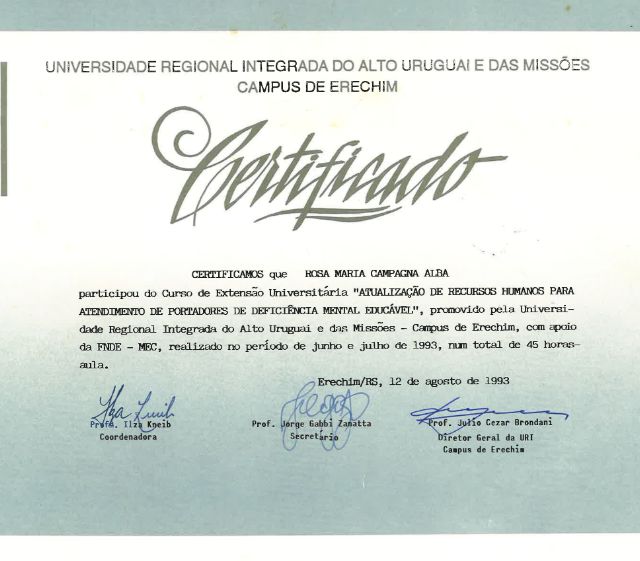 UNIVERSIDADE REGIONAL INTEGRADA DO ALTO URUGUAI E DAS MISSÕES
CAMPUS DE ERECHIM
Certificado
CERTIFICAMOS que ROSA MARIA CAMPAGNA ALBA
participou do Curso de Extensão Universitária "ATUALIZAÇÃO DE RECURSOS HUMANOS PARA
ATENDIMENTO DE PORTADORES DE DEFICIÊNCIA MENTAL EDUCÁVEL", promovido pela Universi-
dade Regional Integrada do Alto Uruguai e das Missões - Campus de Erechim, com apoio
da FNDE - MEC, realizado no período de junho e julho de 1993, num total de 45 horas-
aula.
Erechim/RS, 12 de agosto de 1993
Profª. Ilza Kneib
Coordenadora
Prof. Jorge Gabbi Zanatta
Secretário
Prof. Julio Cezar Brondani
Diretor Geral da URI
Campus de Erechim